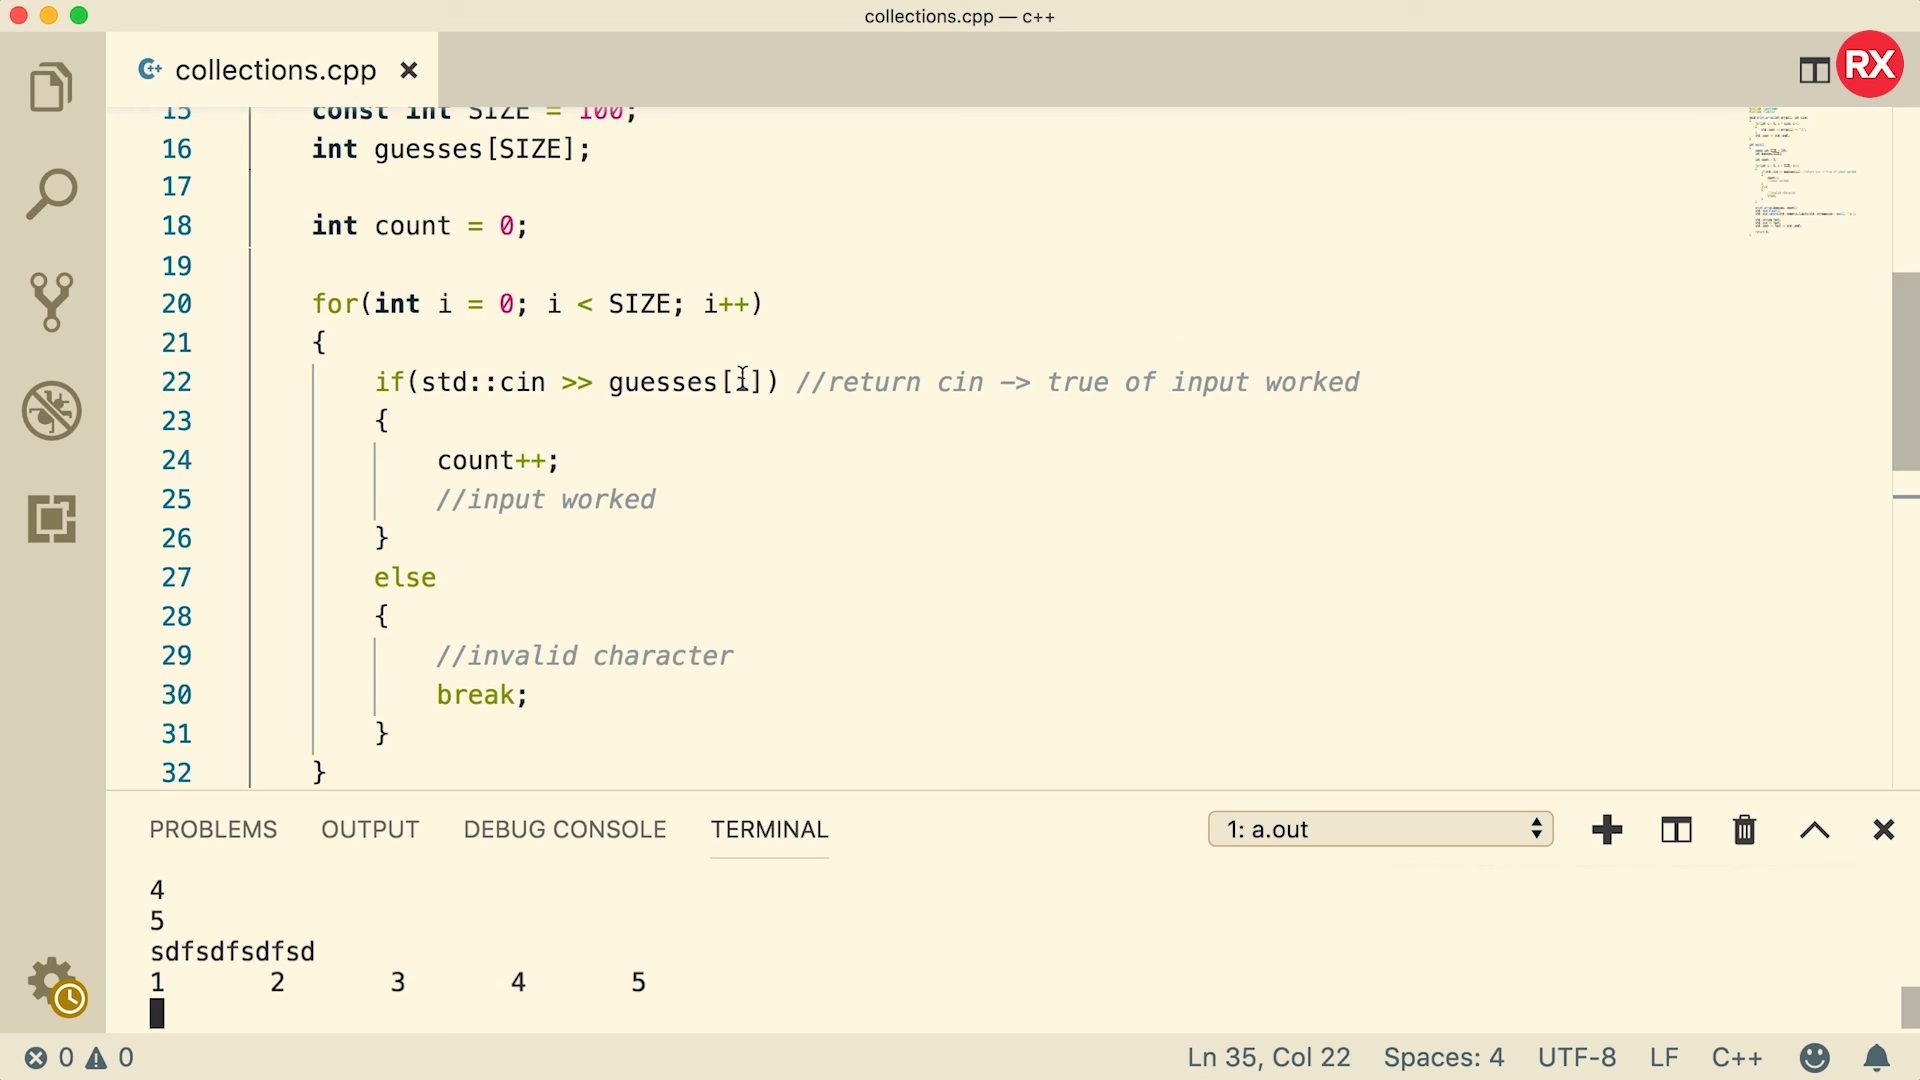 collections.cpp — c++
collections.cpp
RX
15 const int SIZE = 100;
16 int guesses[SIZE];
17
18 int count = 0;
19
20 for(int i = 0; i < SIZE; i++)
21 {
22 if(std::cin >> guesses[i]) //return cin -> true of input worked
23 {
24 count++;
25 //input worked
26 }
27 else
28 {
29 //invalid character
30 break;
31 }
32 }
PROBLEMS OUTPUT DEBUG CONSOLE TERMINAL 1: a.out
4
5
sdfsdfsdfsd
1 2 3 4 5
0 0 Ln 35, Col 22 Spaces: 4 UTF-8 LF C++